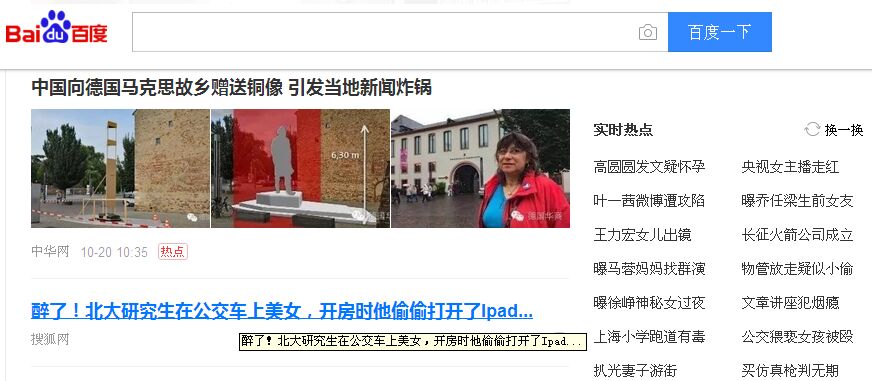 Bai du 百度
百度一下
中国向德国马克思故乡赠送铜像 引发当地新闻炸锅
6,30 m
德国华商
中华网 10-20 10:35 热点
醉了！北大研究生在公交车上美女，开房时他偷偷打开了Ipad...
搜狐网
醉了！北大研究生在公交车上美女，开房时他偷偷打开了Ipad...
实时热点 换一换
高圆圆发文疑怀孕 央视女主播走红
叶一茜微博遭攻陷 曝乔任梁生前女友
王力宏女儿出镜 长征火箭公司成立
曝马蓉妈妈找群演 物管放走疑似小偷
曝徐峥神秘女过夜 文章讲座犯烟瘾
上海小学跑道有毒 公交猥亵女孩被殴
扒光妻子游街 买仿真枪判无期